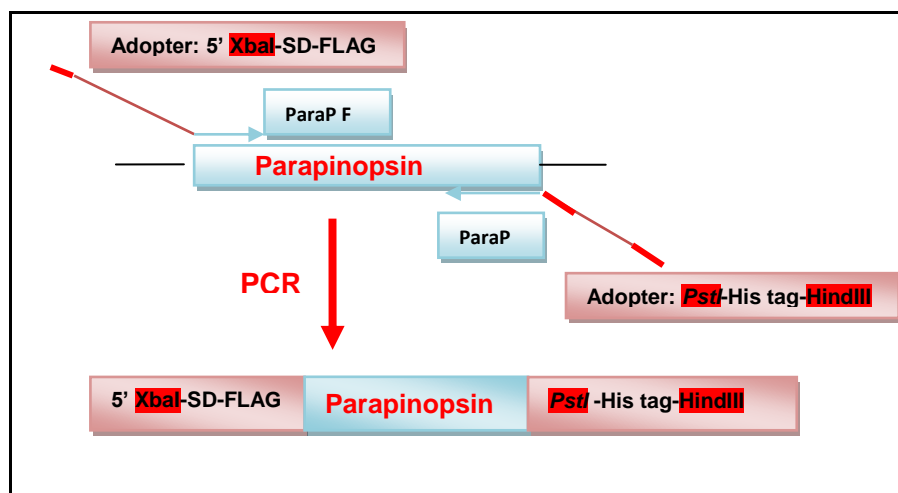 Adopter: 5’ XbaI-SD-FLAG
ParaP F
Parapinopsin
ParaP
PCR
Adopter: PstI-His tag-HindIII
5’ XbaI-SD-FLAG
Parapinopsin
PstI -His tag-HindIII